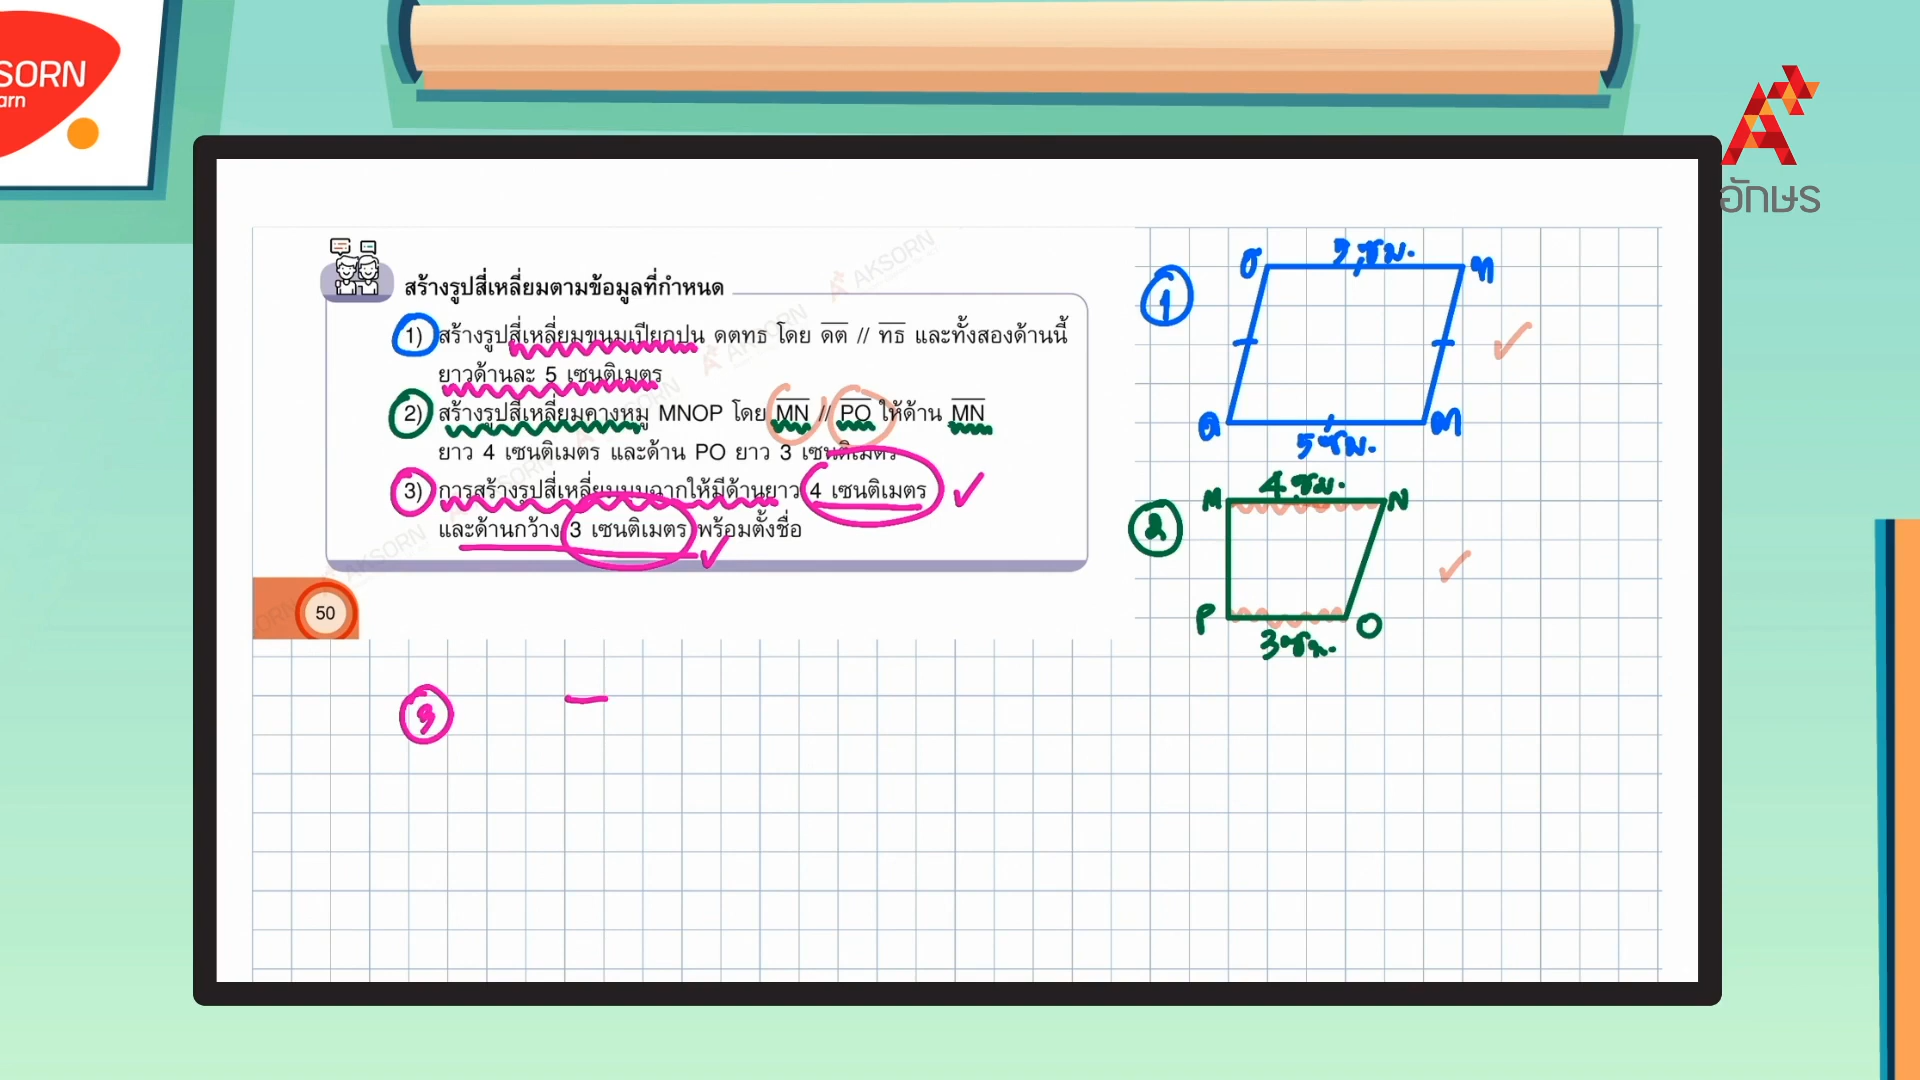 SORN
arn
อักษร
สร้างรูปสี่เหลี่ยมตามข้อมูลที่กำหนด
1) สร้างรูปสี่เหลี่ยมขนมเปียกปูน ดตทธ โดย ดต // ทธ และทั้งสองด้านนี้
ยาวด้านละ 5 เซนติเมตร
2) สร้างรูปสี่เหลี่ยมคางหมู MNOP โดย MN // PO ให้ด้าน MN
ยาว 4 เซนติเมตร และด้าน PO ยาว 3 เซนติเมตร
3) การสร้างรูปสี่เหลี่ยมมุมฉากให้มีด้านยาว 4 เซนติเมตร
และด้านกว้าง 3 เซนติเมตร พร้อมตั้งชื่อ
50
AKSORN
1
ธ 5 ซม. ท
ด 5 ซม. ต
2
M 4 ซม. N
P 3 ซม. O
3